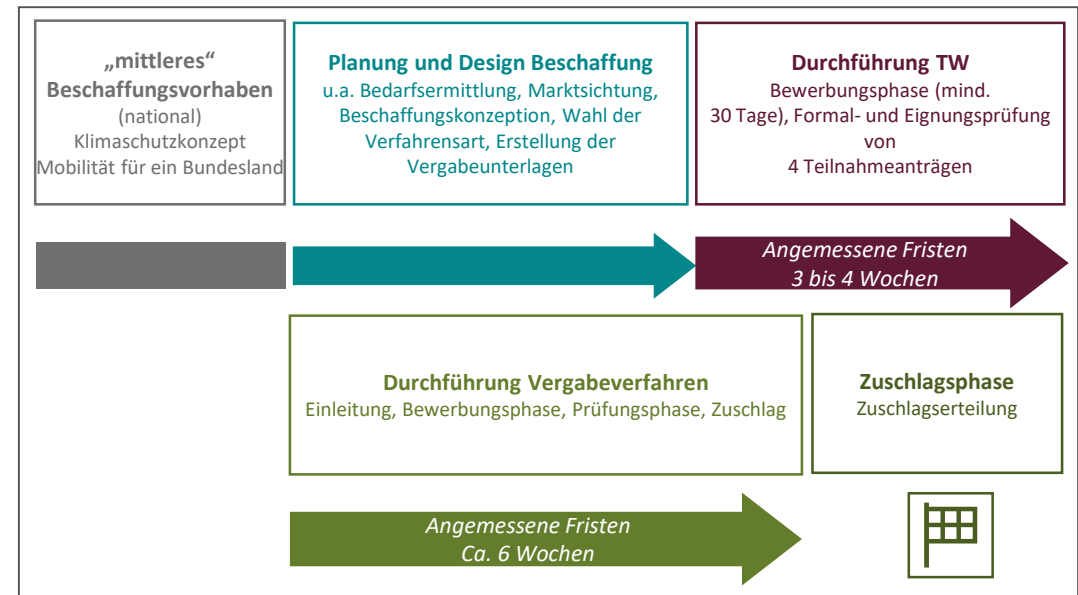 „mittleres“
Beschaffungsvorhaben
(national)
Klimaschutzkonzept
Mobilität für ein Bundesland
Planung und Design Beschaffung
u.a. Bedarfsermittlung, Marktsichtung,
Beschaffungskonzeption, Wahl der
Verfahrensart, Erstellung der
Vergabeunterlagen
Durchführung TW
Bewerbungsphase (mind.
30 Tage), Formal- und Eignungsprüfung
von
4 Teilnahmeanträgen
Angemessene Fristen
3 bis 4 Wochen
Durchführung Vergabeverfahren
Einleitung, Bewerbungsphase, Prüfungsphase, Zuschlag
Zuschlagsphase
Zuschlagserteilung
Angemessene Fristen
Ca. 6 Wochen